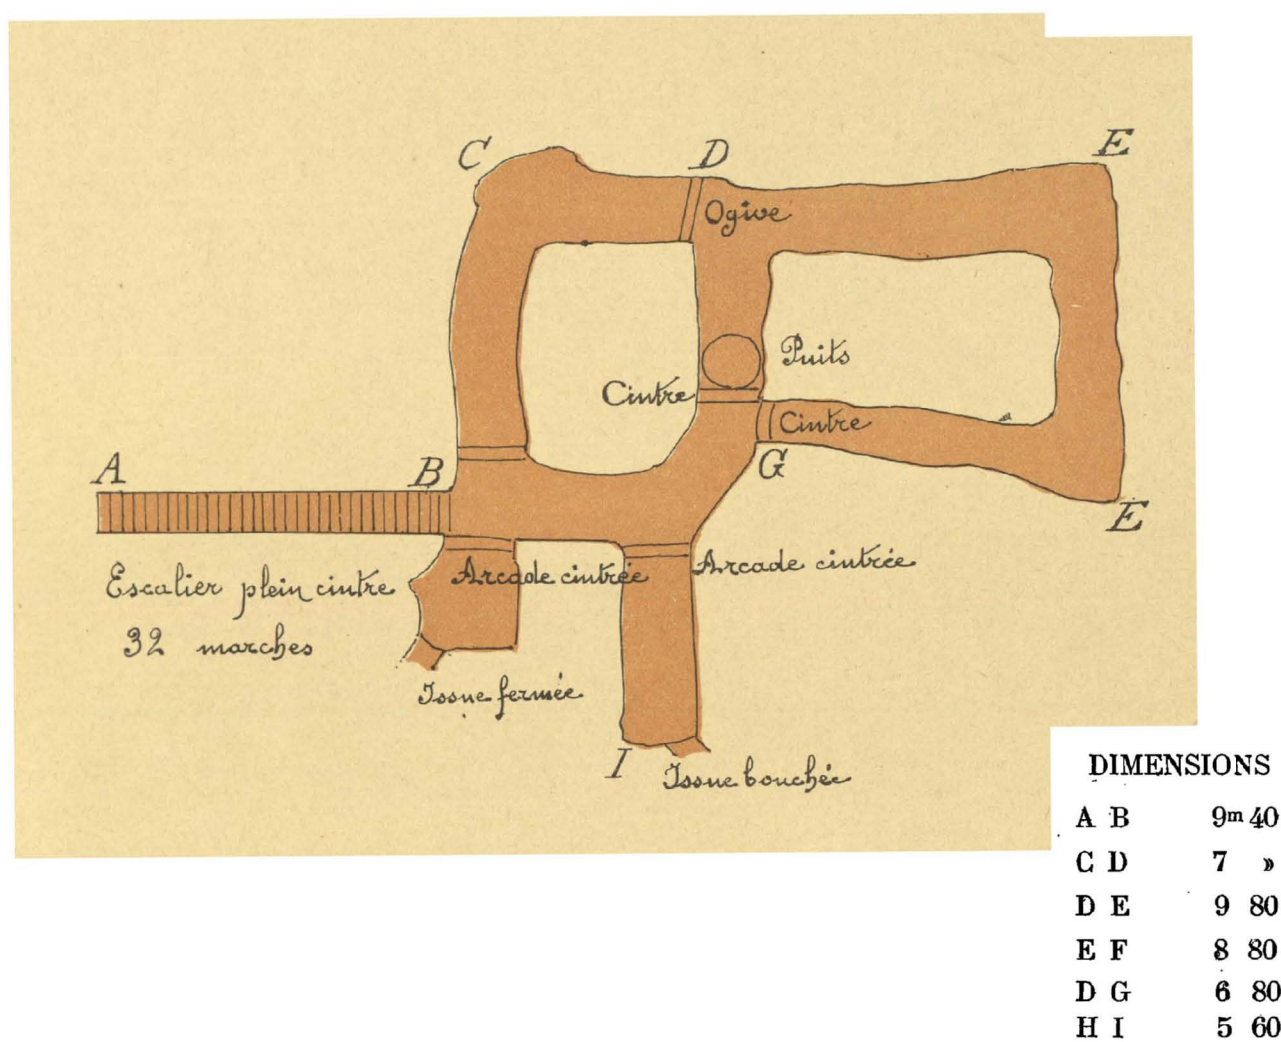 C
D
E
Ogive
Puits
Cintre
Cintre
G
A
B
E
Escalier plein cintre
32 marches
Arcade cintrée
Arcade cintrée
Issue fermée
I
Issue bouchée
DIMENSIONS
A B 9m 40
C D 7 »
D E 9 80
E F 8 80
D G 6 80
H I 5 60